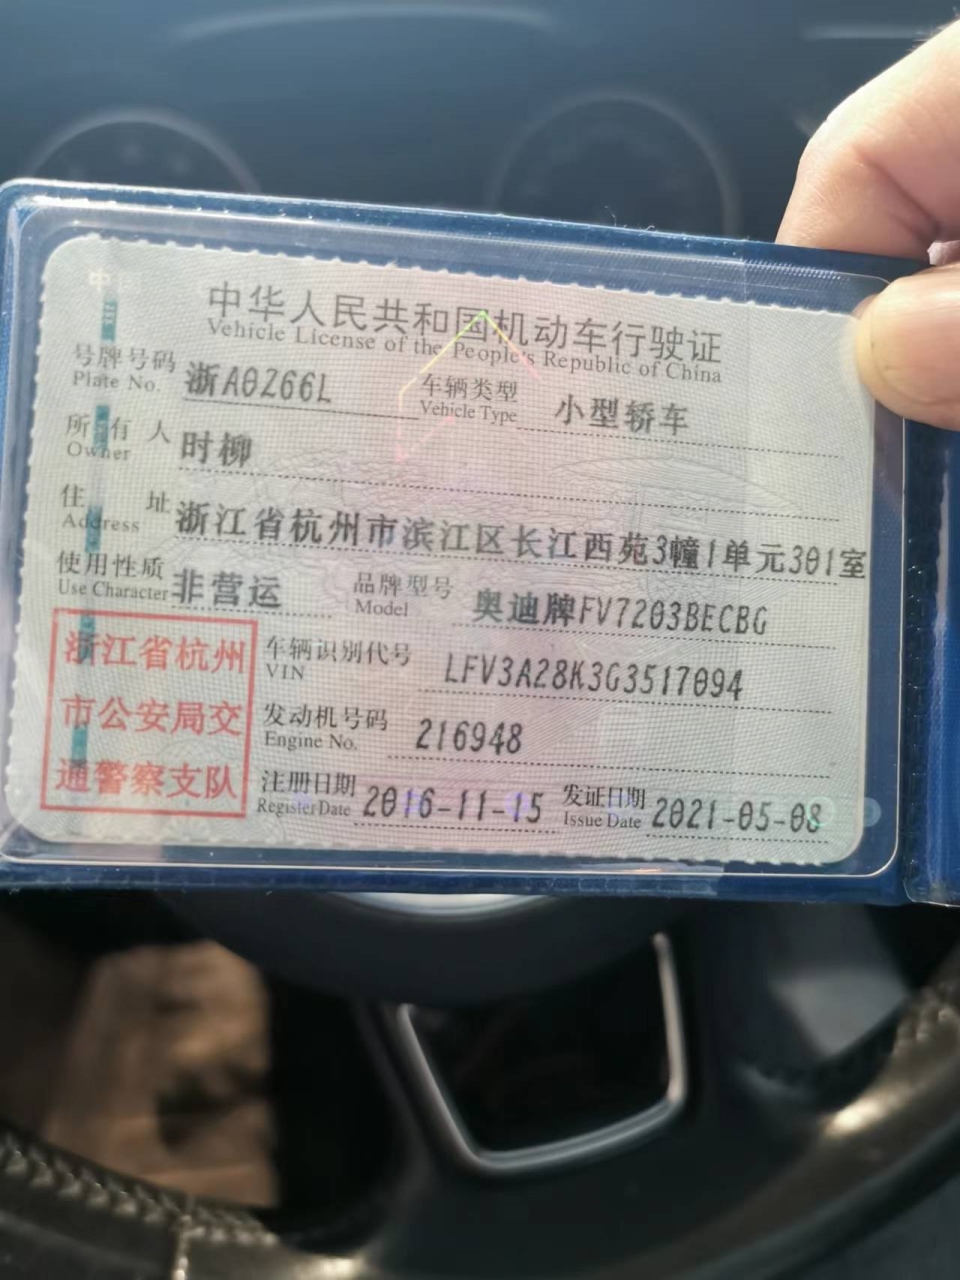 中华人民共和国机动车行驶证
Vehicle License of the People's Republic of China
号牌号码 浙A0Z66L 车辆类型 小型轿车
Plate No. Vehicle Type
所有人 时柳
Owner
住址 浙江省杭州市滨江区长江西苑3幢1单元301室
Address
使用性质 非营运 品牌型号 奥迪牌FV7203BECBG
Use Character Model
浙江省杭州
市公安局交
通警察支队
车辆识别代号 LFV3A28K3G3517094
VIN
发动机号码 216948
Engine No.
注册日期 2016-11-15 发证日期 2021-05-08
Register Date Issue Date